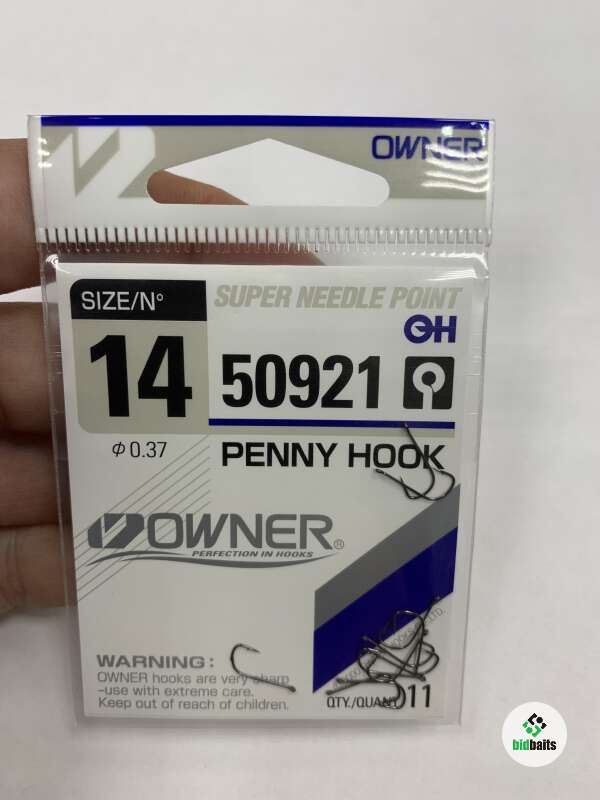 OWNER
SIZE/N°
14
SUPER NEEDLE POINT
OH
50921
φ0.37
PENNY HOOK
OWNER®
PERFECTION IN HOOKS
WARNING:
OWNER hooks are very sharp
-use with extreme care.
Keep out of reach of children.
QTY./QUANT 11
bidbaits